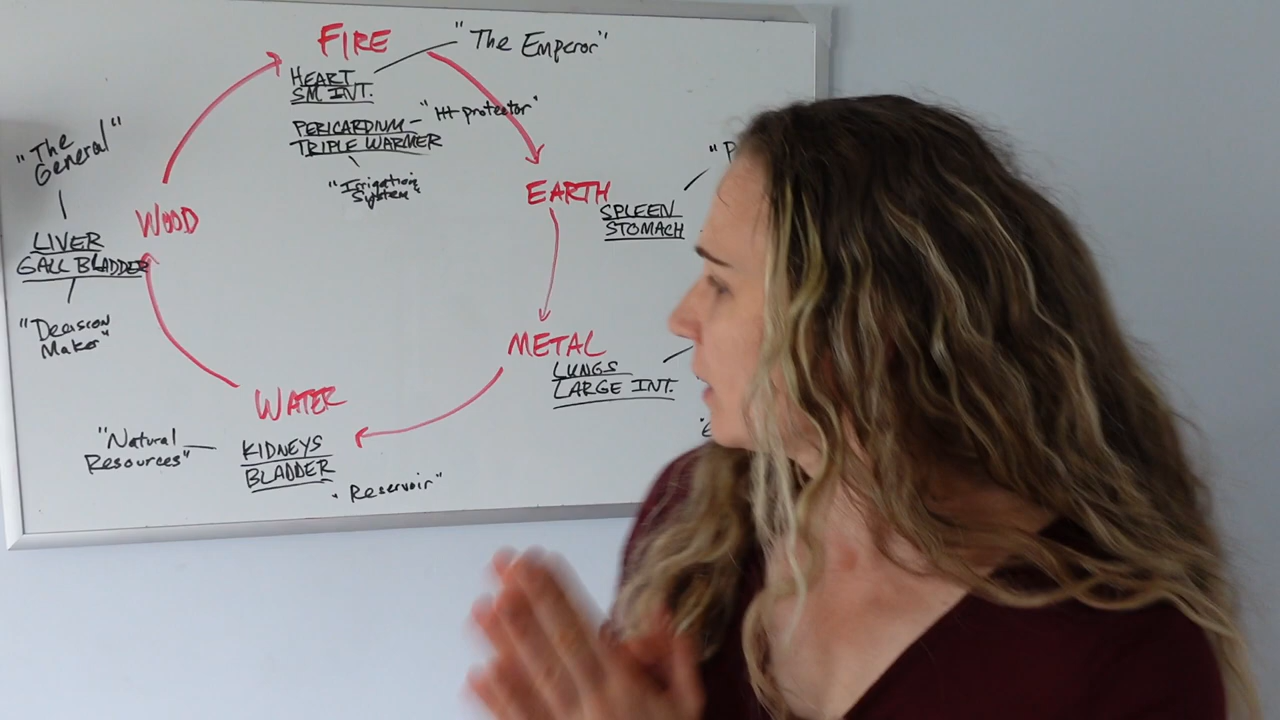 FIRE
"The Emperor"
HEART
SM INT.
PERICARDIUM - "Ht protector"
TRIPLE WARMER
"Irrigation
System"
"The
General"
WOOD
LIVER
GALL BLADDER
"Decision
Maker"
EARTH
SPLEEN
STOMACH
METAL
LUNGS
LARGE INT.
WATER
KIDNEYS
BLADDER
"Natural
Resources"
"Reservoir"